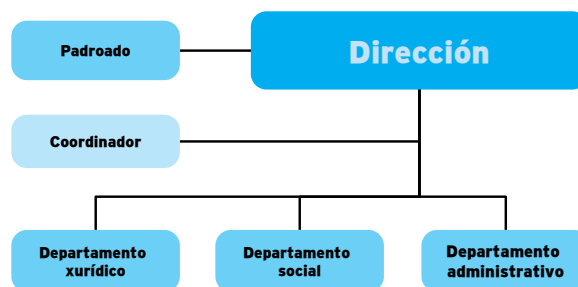 Padroado
Dirección
Coordinador
Departamento
xurídico
Departamento
social
Departamento
administrativo